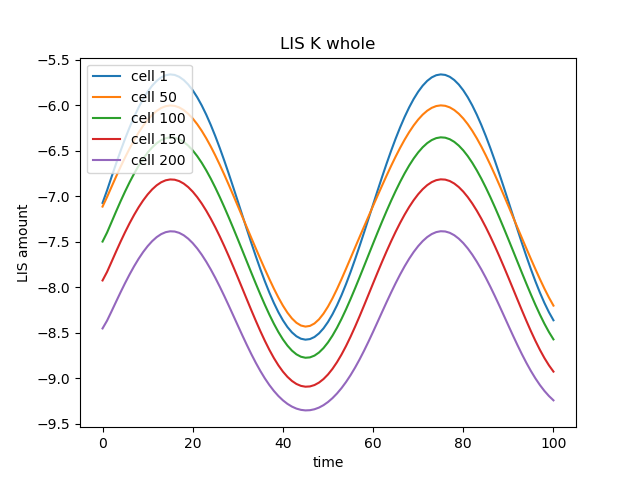 LIS K whole
−5.5
−6.0
−6.5
−7.0
−7.5
−8.0
−8.5
−9.0
−9.5
LIS amount
cell 1
cell 50
cell 100
cell 150
cell 200
0 20 40 60 80 100
time